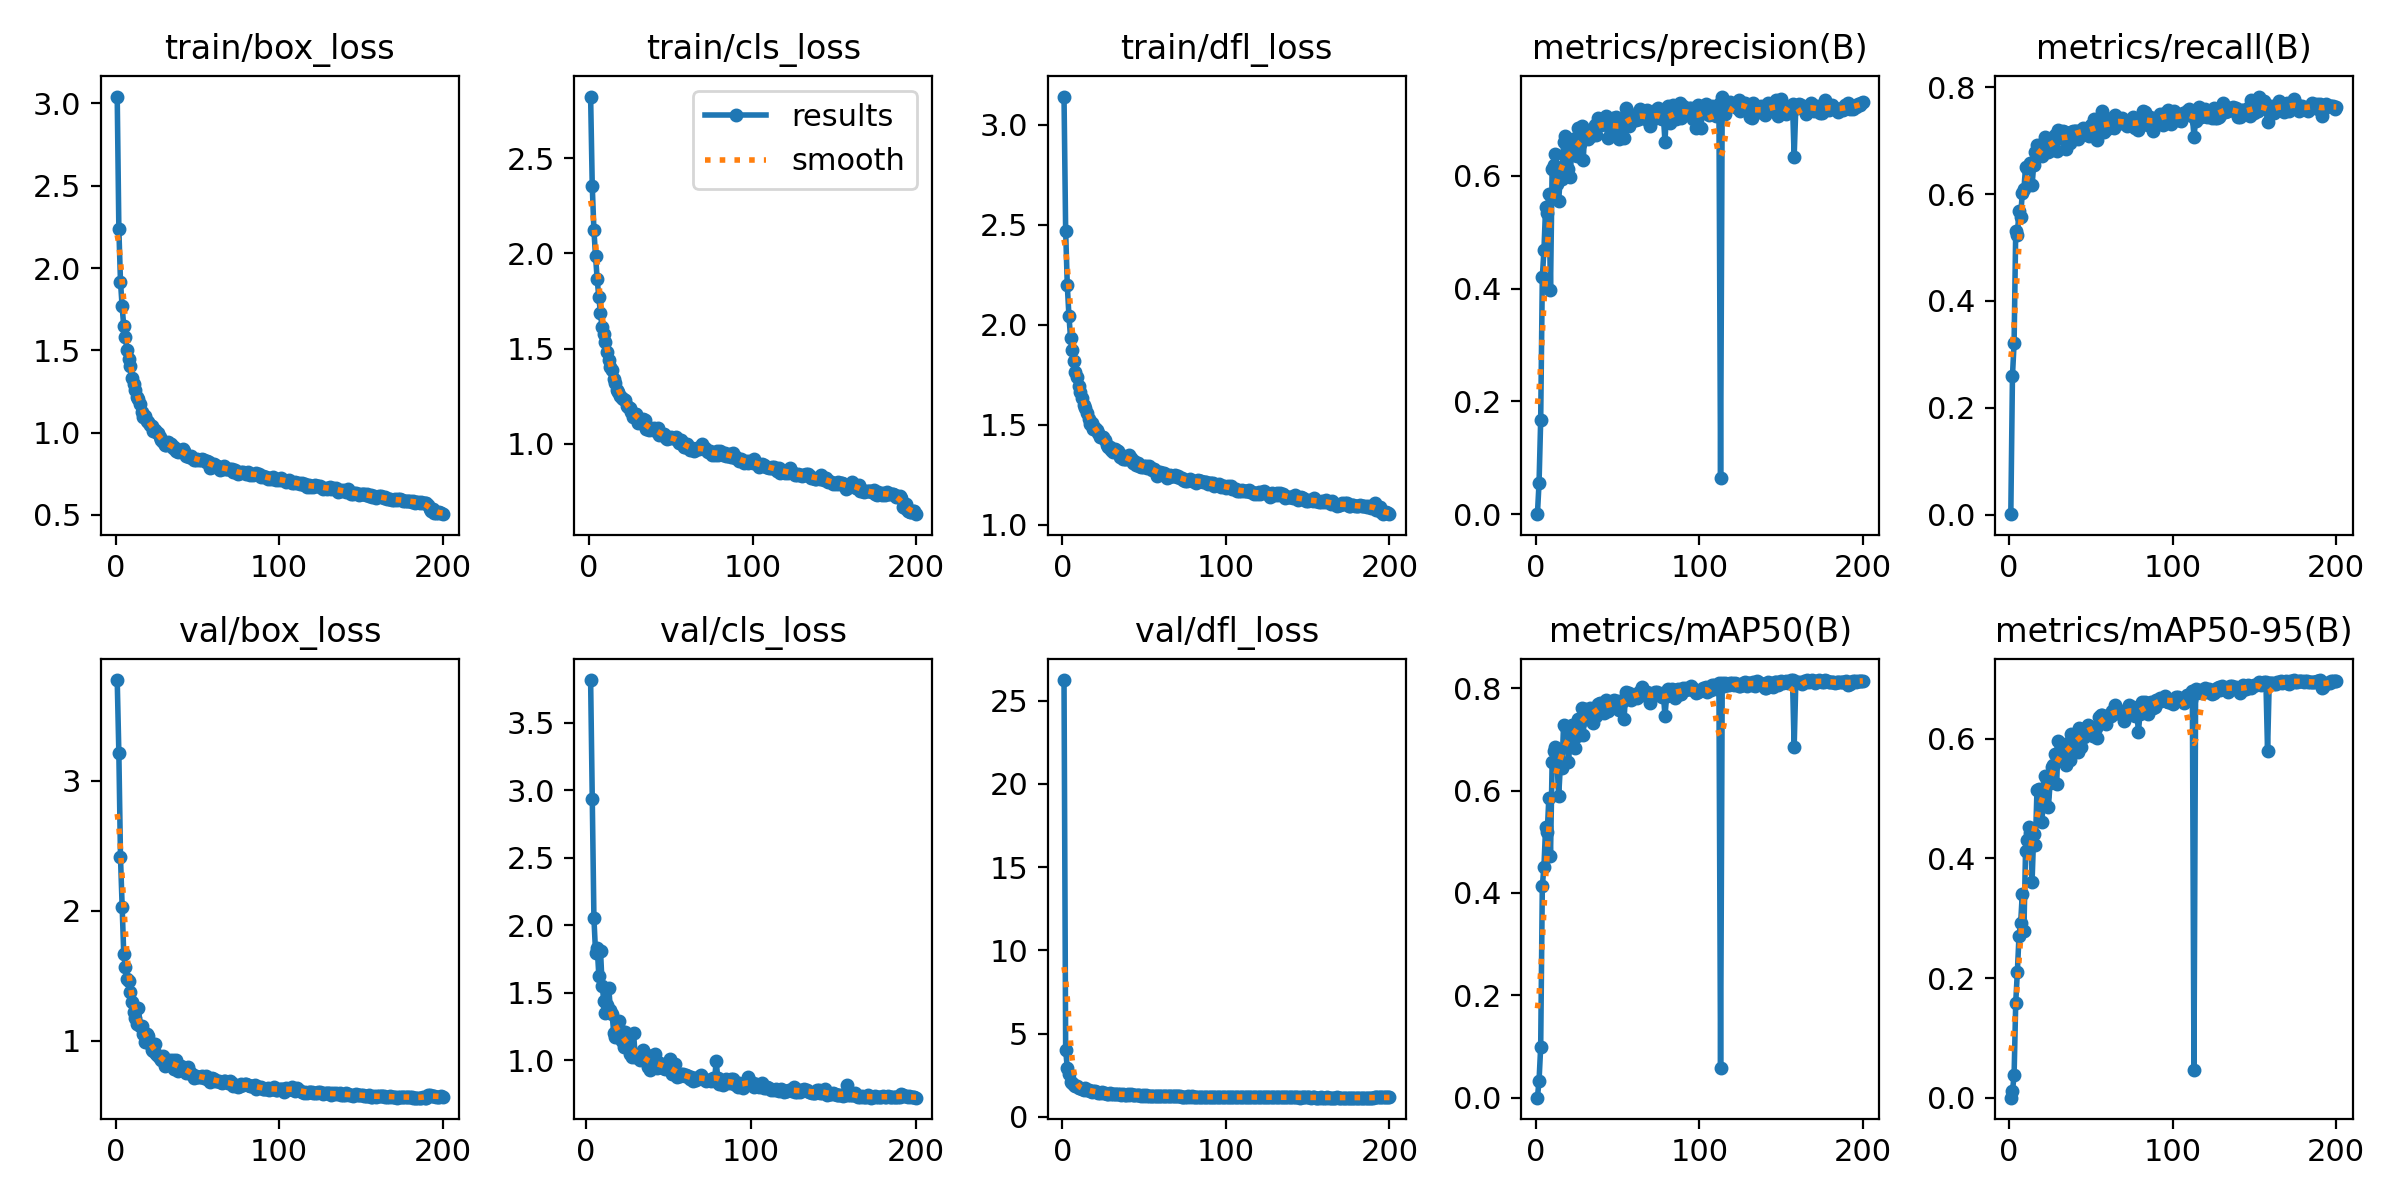 train/box_loss
3.0
2.5
2.0
1.5
1.0
0.5
0 100 200
train/cls_loss
results
smooth
2.5
2.0
1.5
1.0
0 100 200
train/dfl_loss
3.0
2.5
2.0
1.5
1.0
0 100 200
metrics/precision(B)
0.6
0.4
0.2
0.0
0 100 200
metrics/recall(B)
0.8
0.6
0.4
0.2
0.0
0 100 200
val/box_loss
3
2
1
0 100 200
val/cls_loss
3.5
3.0
2.5
2.0
1.5
1.0
0 100 200
val/dfl_loss
25
20
15
10
5
0
0 100 200
metrics/mAP50(B)
0.8
0.6
0.4
0.2
0.0
0 100 200
metrics/mAP50-95(B)
0.6
0.4
0.2
0.0
0 100 200